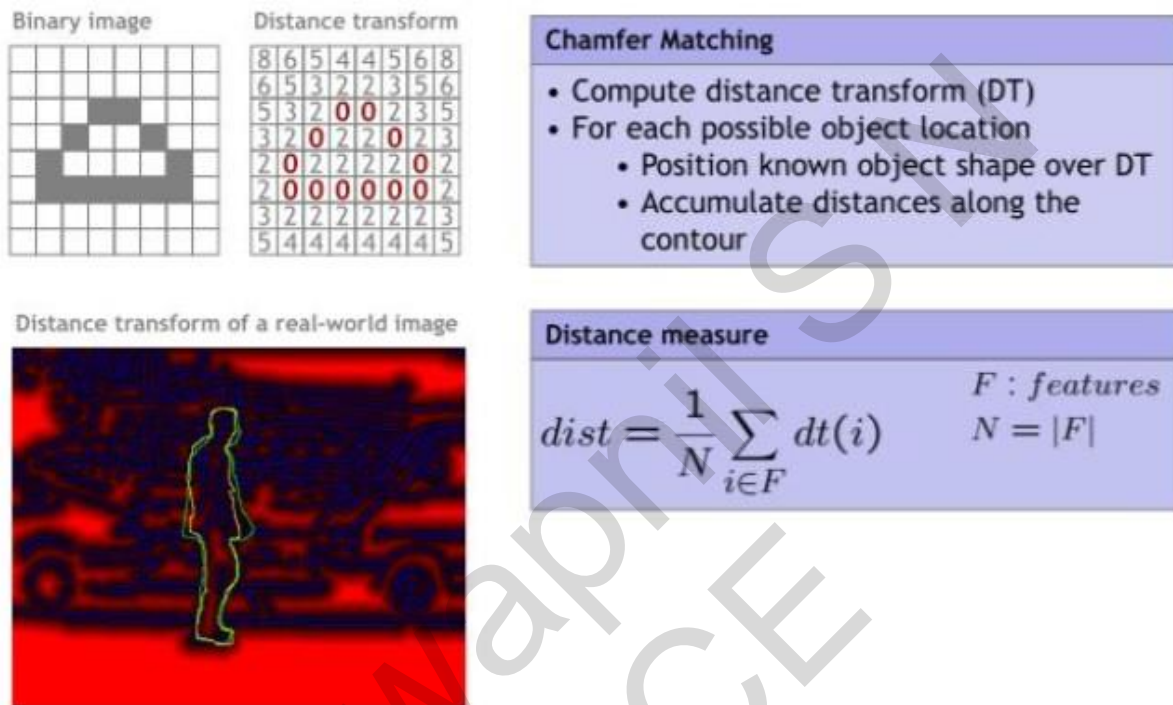 Binary image
Distance transform
8 6 5 4 4 5 6 8
6 5 3 2 2 3 5 6
5 3 2 0 0 2 3 5
3 2 0 2 2 0 2 3
2 0 2 2 2 2 0 2
2 0 0 0 0 0 0 2
3 2 2 2 2 2 2 3
5 4 4 4 4 4 4 5
Chamfer Matching
• Compute distance transform (DT)
• For each possible object location
• Position known object shape over DT
• Accumulate distances along the
contour
Distance transform of a real-world image
Distance measure
dist = 1/N ∑ i∈F dt(i)
F : features
N = |F|